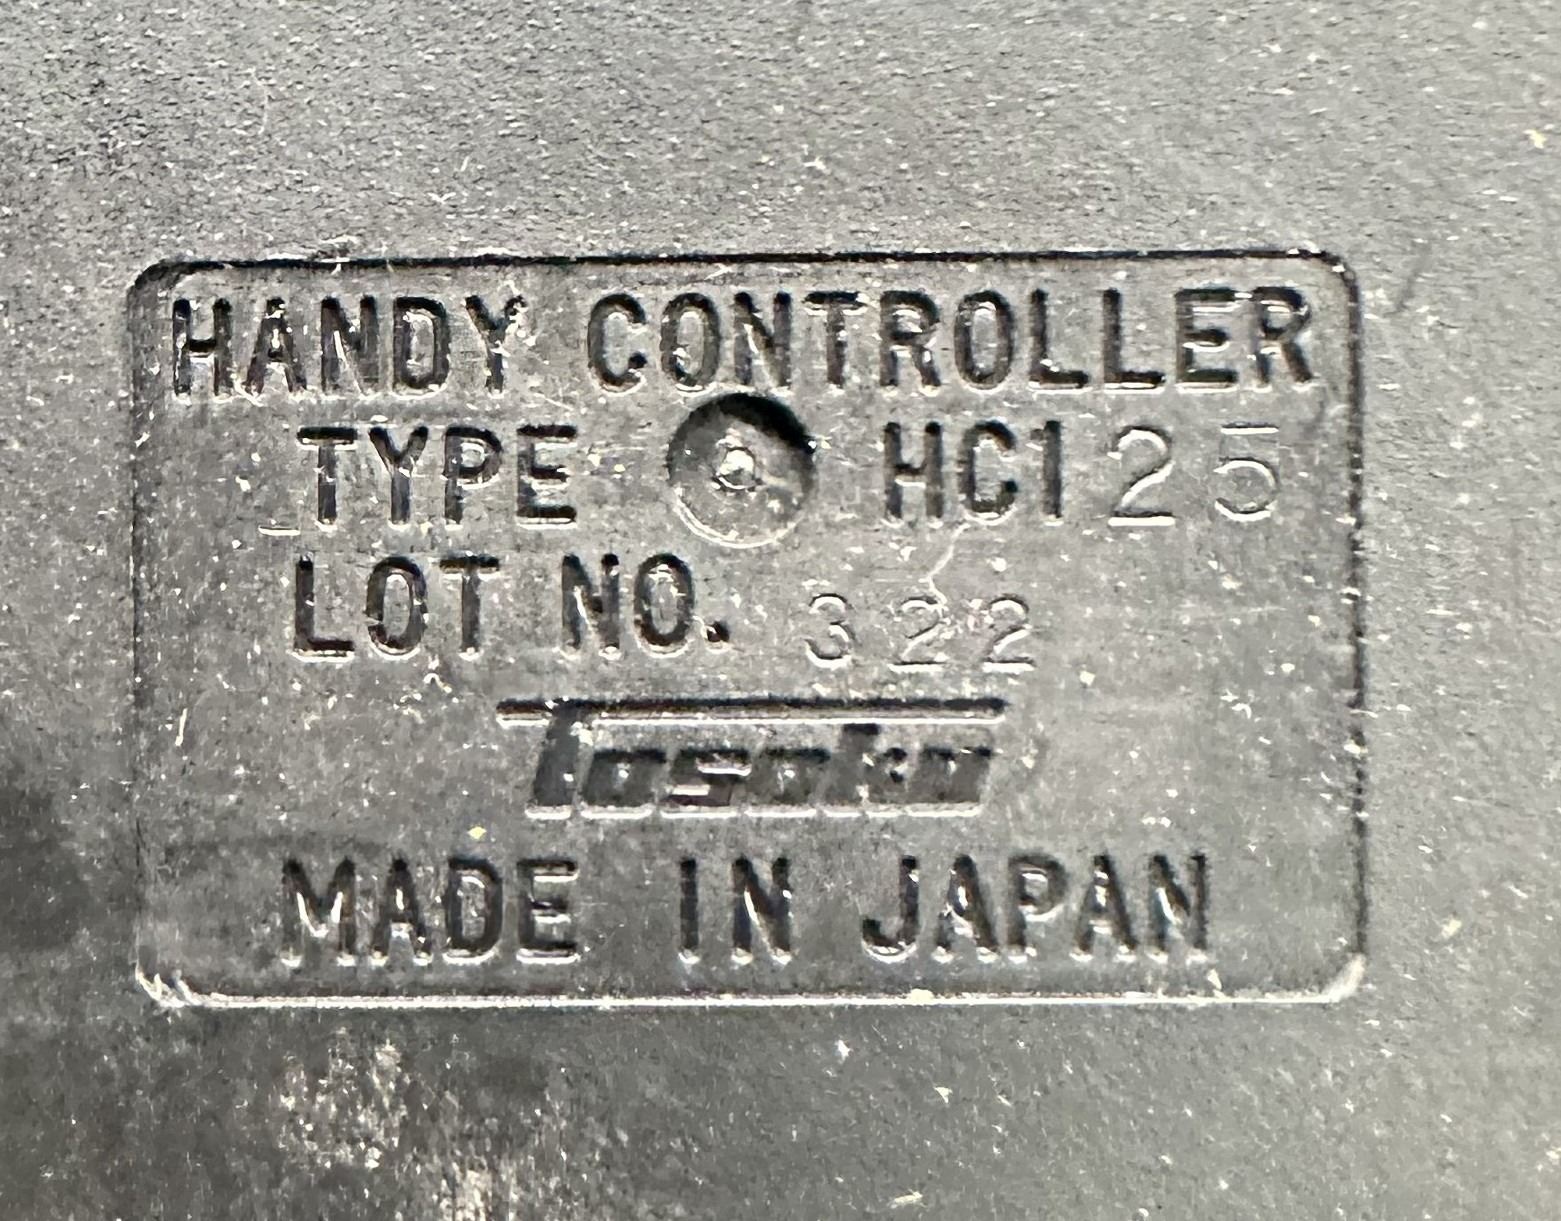 HANDY CONTROLLER
TYPE HC125
LOT NO. 322
Tosoku
MADE IN JAPAN